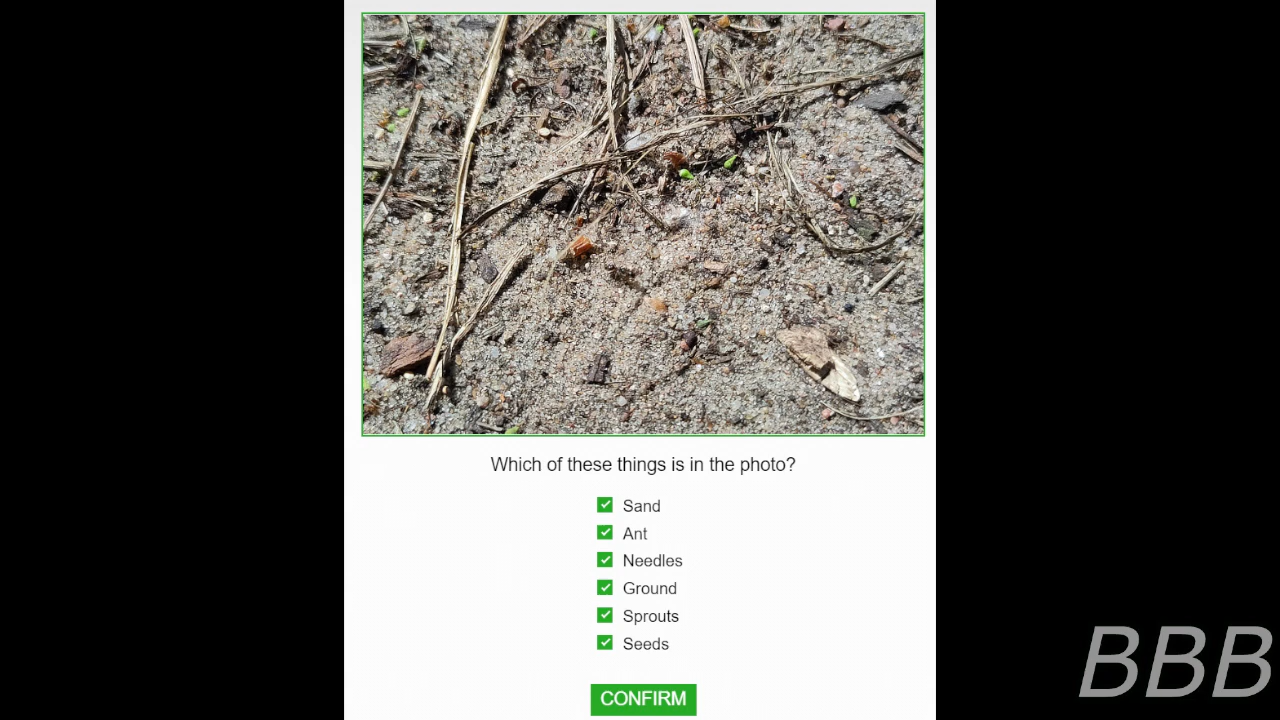 Which of these things is in the photo?
Sand
Ant
Needles
Ground
Sprouts
Seeds
CONFIRM
BBB